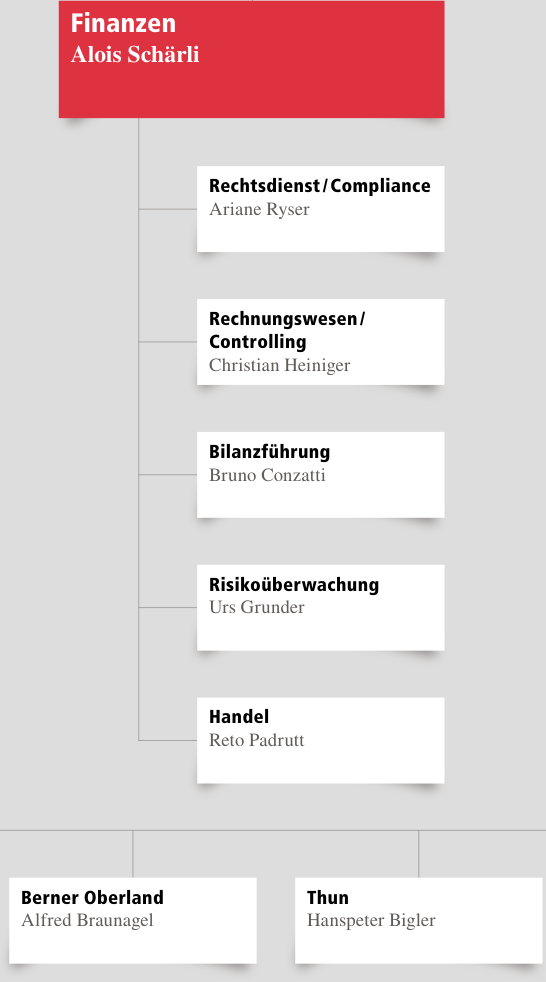 Finanzen
Alois Schärli
Rechtsdienst / Compliance
Ariane Ryser
Rechnungswesen /
Controlling
Christian Heiniger
Bilanzführung
Bruno Conzatti
Risikoüberwachung
Urs Grunder
Handel
Reto Padrutt
Berner Oberland
Alfred Braunagel
Thun
Hanspeter Bigler